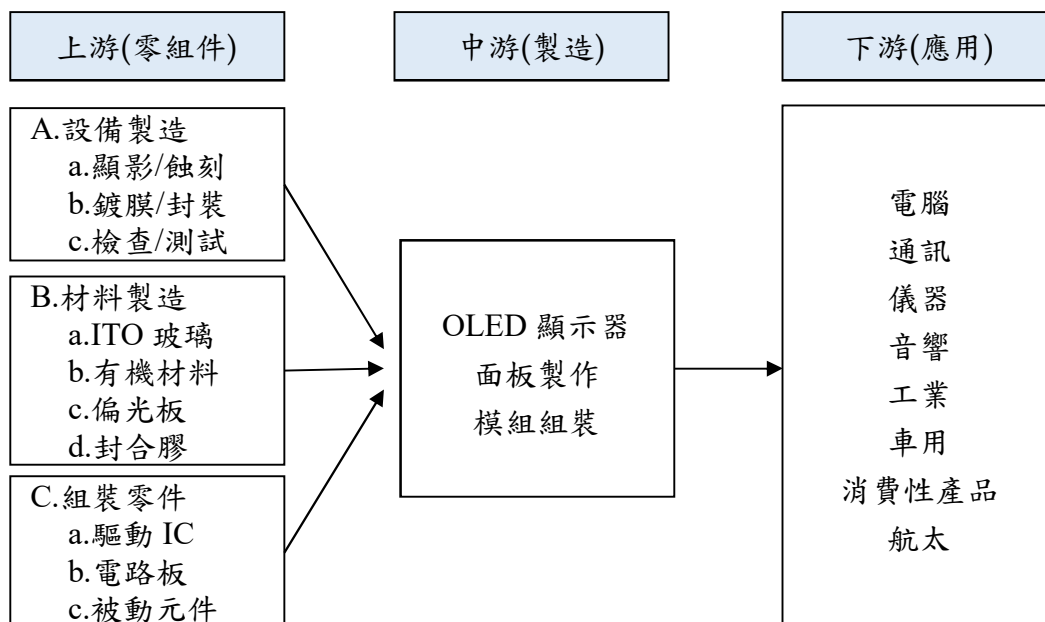 上游(零組件)
中游(製造)
下游(應用)
A.設備製造
a.顯影/蝕刻
b.鍍膜/封裝
c.檢查/測試
B.材料製造
a.ITO 玻璃
b.有機材料
c.偏光板
d.封合膠
C.組裝零件
a.驅動 IC
b.電路板
c.被動元件
OLED 顯示器
面板製作
模組組裝
電腦
通訊
儀器
音響
工業
車用
消費性產品
航太